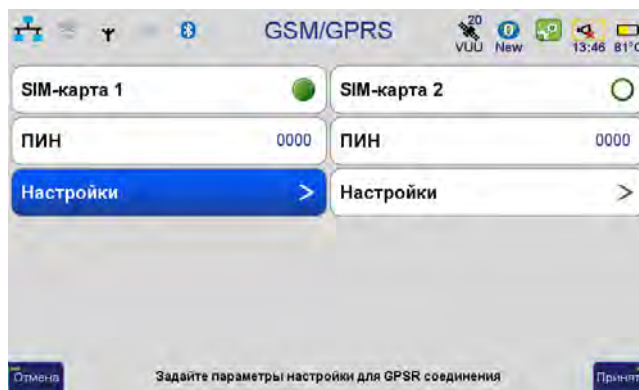 GSM/GPRS
20
VUU New 13:46 81°C
SIM-карта 1 SIM-карта 2
ПИН 0000 ПИН 0000
Настройки > Настройки >
Отмена Задайте параметры настройки для GPSR соединения Принят